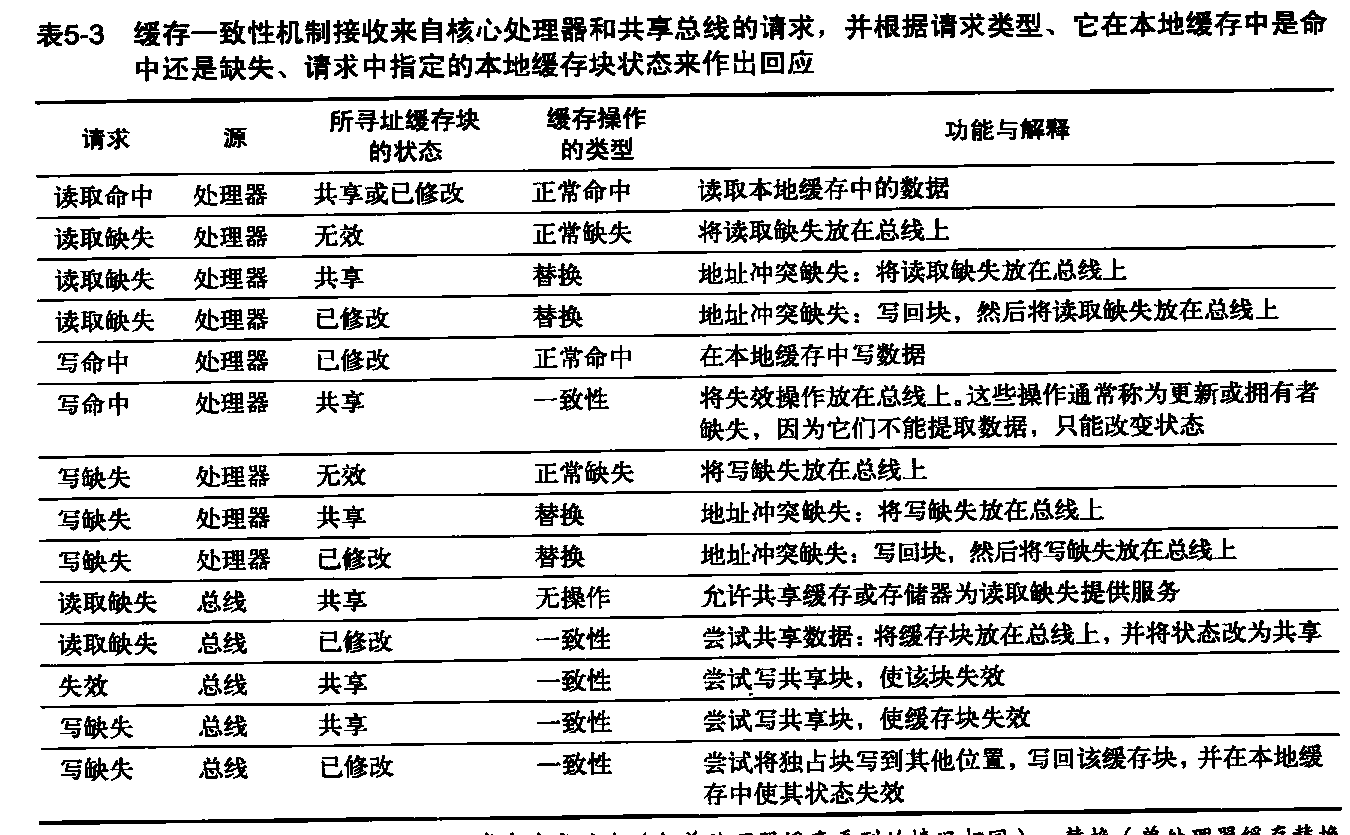 表5-3 缓存一致性机制接收来自核心处理器和共享总线的请求，并根据请求类型、它在本地缓存中是命
中还是缺失、请求中指定的本地缓存块状态来作出回应
请求 源 所寻址缓存块的状态 缓存操作的类型 功能与解释
读取命中 处理器 共享或已修改 正常命中 读取本地缓存中的数据
读取缺失 处理器 无效 正常缺失 将读取缺失放在总线上
读取缺失 处理器 共享 替换 地址冲突缺失：将读取缺失放在总线上
读取缺失 处理器 已修改 替换 地址冲突缺失：写回块，然后将读取缺失放在总线上
写命中 处理器 已修改 正常命中 在本地缓存中写数据
写命中 处理器 共享 一致性 将失效操作放在总线上。这些操作通常称为更新或拥有者
缺失，因为它们不能提取数据，只能改变状态
写缺失 处理器 无效 正常缺失 将写缺失放在总线上
写缺失 处理器 共享 替换 地址冲突缺失：将写缺失放在总线上
写缺失 处理器 已修改 替换 地址冲突缺失：写回块，然后将写缺失放在总线上
读取缺失 总线 共享 无操作 允许共享缓存或存储器为读取缺失提供服务
读取缺失 总线 已修改 一致性 尝试共享数据：将缓存块放在总线上，并将状态改为共享
失效 总线 共享 一致性 尝试写共享块，使该块失效
写缺失 总线 共享 一致性 尝试写共享块，使缓存块失效
写缺失 总线 已修改 一致性 尝试将独占块写到其他位置，写回该缓存块，并在本地缓
存中使其状态失效